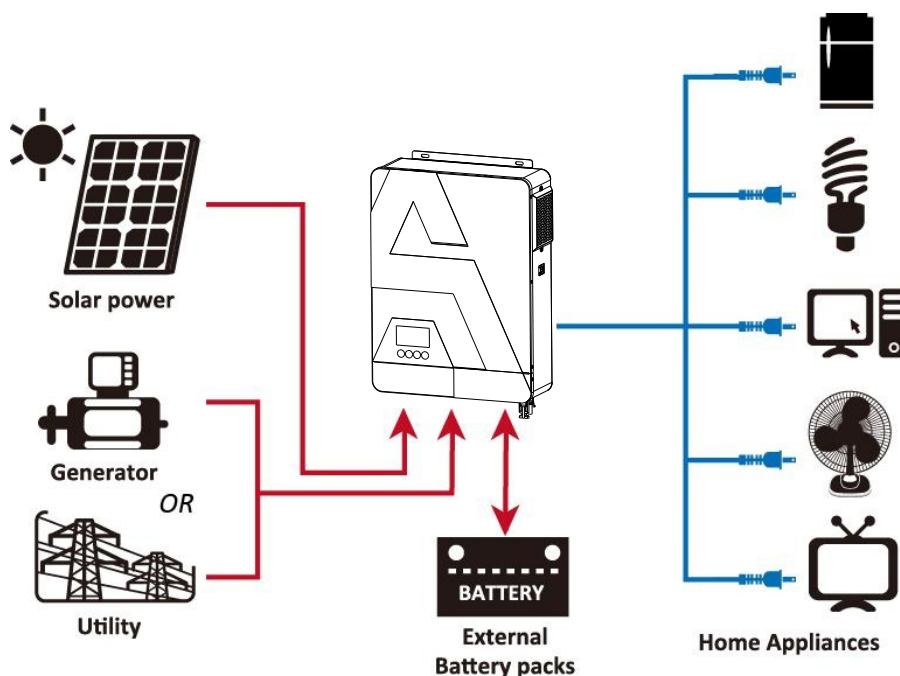 Solar power
Generator
OR
Utility
BATTERY
External
Battery packs
Home Appliances